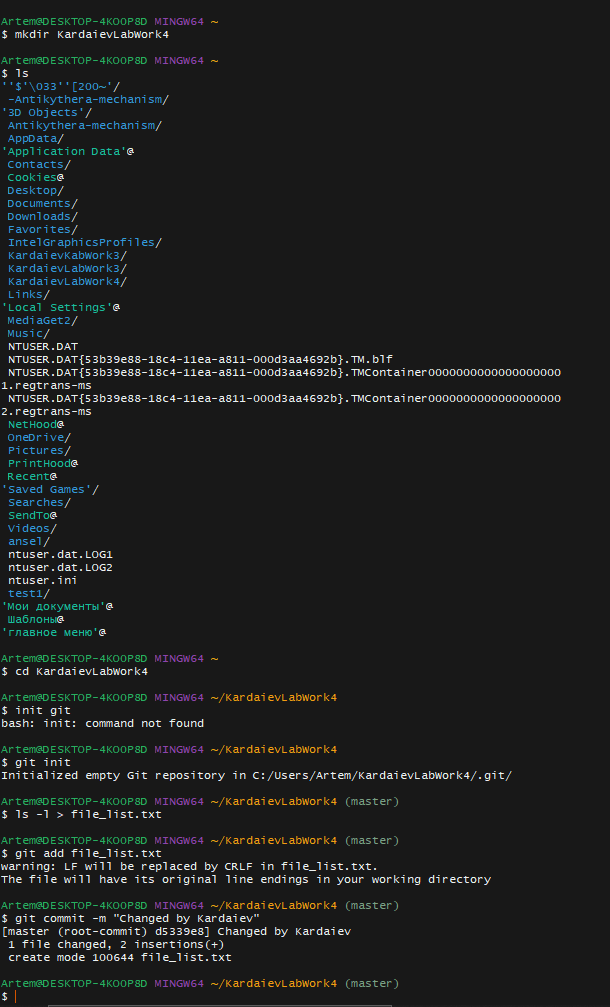 Artem@DESKTOP-4KOOP8D MINGW64 ~
$ mkdir KardaievLabWork4
Artem@DESKTOP-4KOOP8D MINGW64 ~
$ ls
''$'\033''[200~'/
-Antikythera-mechanism/
'3D Objects'/
Antikythera-mechanism/
AppData/
'Application Data'@
Contacts/
Cookies@
Desktop/
Documents/
Downloads/
Favorites/
IntelGraphicsProfiles/
KardaievKabWork3/
KardaievLabWork3/
KardaievLabWork4/
Links/
'Local Settings'@
MediaGet2/
Music/
NTUSER.DAT
NTUSER.DAT{53b39e88-18c4-11ea-a811-000d3aa4692b}.TM.blf
NTUSER.DAT{53b39e88-18c4-11ea-a811-000d3aa4692b}.TMContainer0000000000000000000
1.regtrans-ms
NTUSER.DAT{53b39e88-18c4-11ea-a811-000d3aa4692b}.TMContainer0000000000000000000
2.regtrans-ms
NetHood@
OneDrive/
Pictures/
PrintHood@
Recent@
'Saved Games'/
Searches/
SendTo@
Videos/
ansel/
ntuser.dat.LOG1
ntuser.dat.LOG2
ntuser.ini
test1/
'Мои документы'@
Шаблоны@
'главное меню'@
Artem@DESKTOP-4KOOP8D MINGW64 ~
$ cd KardaievLabWork4
Artem@DESKTOP-4KOOP8D MINGW64 ~/KardaievLabWork4
$ init git
bash: init: command not found
Artem@DESKTOP-4KOOP8D MINGW64 ~/KardaievLabWork4
$ git init
Initialized empty Git repository in C:/Users/Artem/KardaievLabWork4/.git/
Artem@DESKTOP-4KOOP8D MINGW64 ~/KardaievLabWork4 (master)
$ ls -l > file_list.txt
Artem@DESKTOP-4KOOP8D MINGW64 ~/KardaievLabWork4 (master)
$ git add file_list.txt
warning: LF will be replaced by CRLF in file_list.txt.
The file will have its original line endings in your working directory
Artem@DESKTOP-4KOOP8D MINGW64 ~/KardaievLabWork4 (master)
$ git commit -m "Changed by Kardaiev"
[master (root-commit) d5339e8] Changed by Kardaiev
1 file changed, 2 insertions(+)
create mode 100644 file_list.txt
Artem@DESKTOP-4KOOP8D MINGW64 ~/KardaievLabWork4 (master)
$